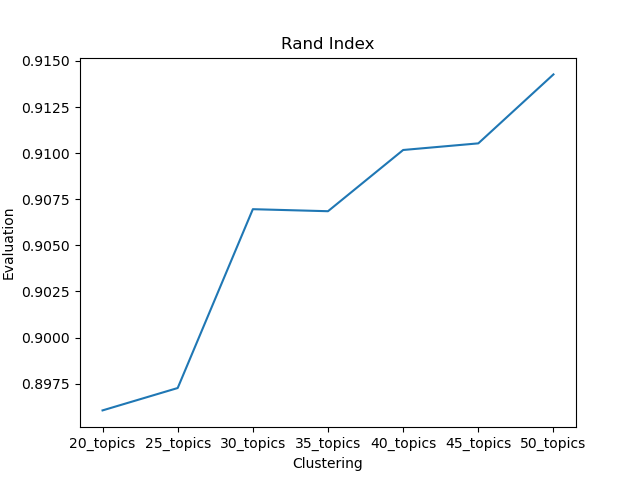 Rand Index
0.9150
0.9125
0.9100
0.9075
0.9050
0.9025
0.9000
0.8975
Evaluation
20_topics 25_topics 30_topics 35_topics 40_topics 45_topics 50_topics
Clustering